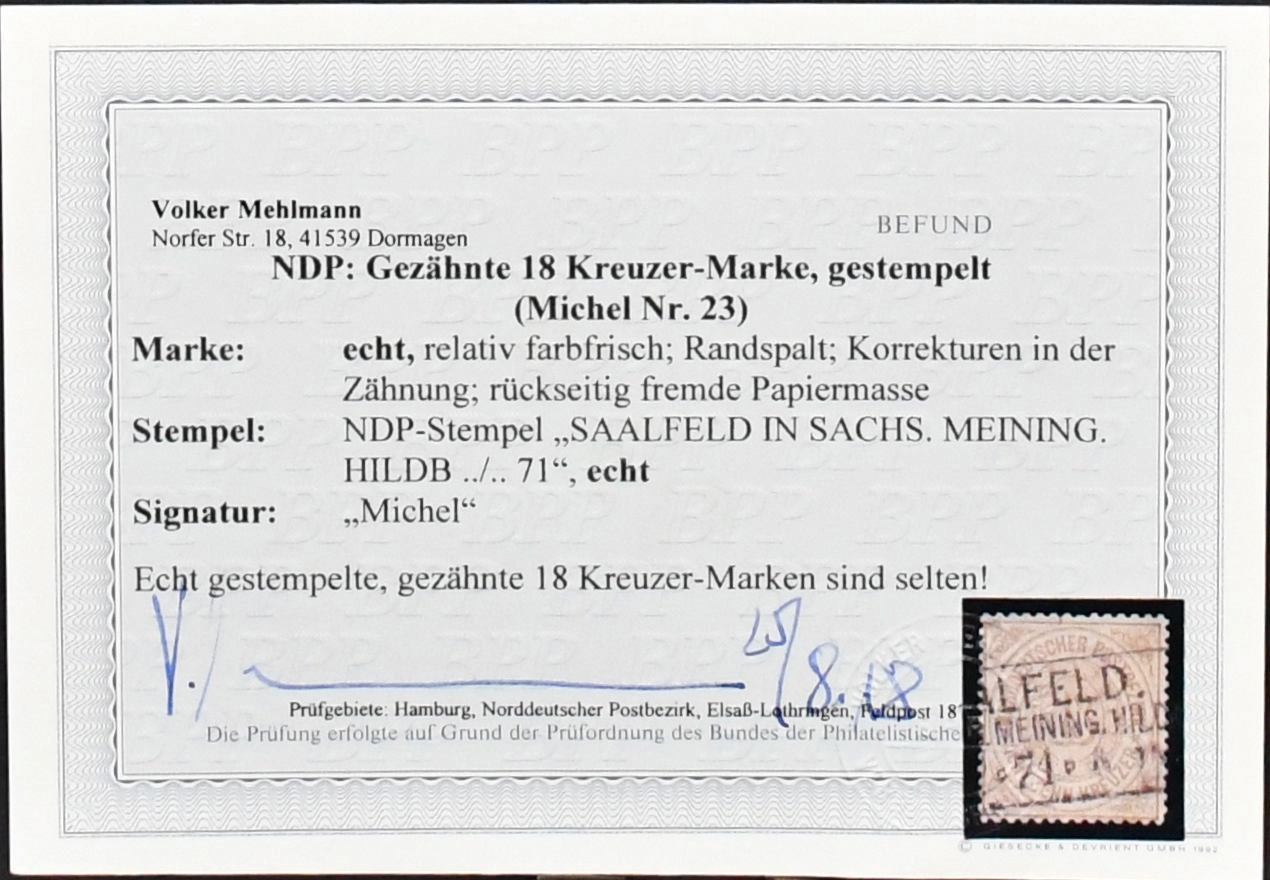 Volker Mehlmann
Norfer Str. 18, 41539 Dormagen
BEFUND
NDP: Gezähnte 18 Kreuzer-Marke, gestempelt
(Michel Nr. 23)
Marke: echt, relativ farbfrisch; Randspalt; Korrekturen in der
Zähnung; rückseitig fremde Papiermasse
Stempel: NDP-Stempel „SAALFELD IN SACHS. MEINING.
HILDB ../.. 71“, echt
Signatur: „Michel“
Echt gestempelte, gezähnte 18 Kreuzer-Marken sind selten!
Prüfgebiete: Hamburg, Norddeutscher Postbezirk, Elsaß-Lothringen, Feldpost 18
Die Prüfung erfolgte auf Grund der Prüfordnung des Bundes der Philatelistische
ALFELD.
MEINING. HILD
71
KREUZER
© GIESECKE & DEVRIENT GMBH 1992